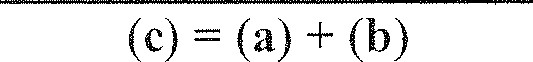 (c) = (a) + (b)